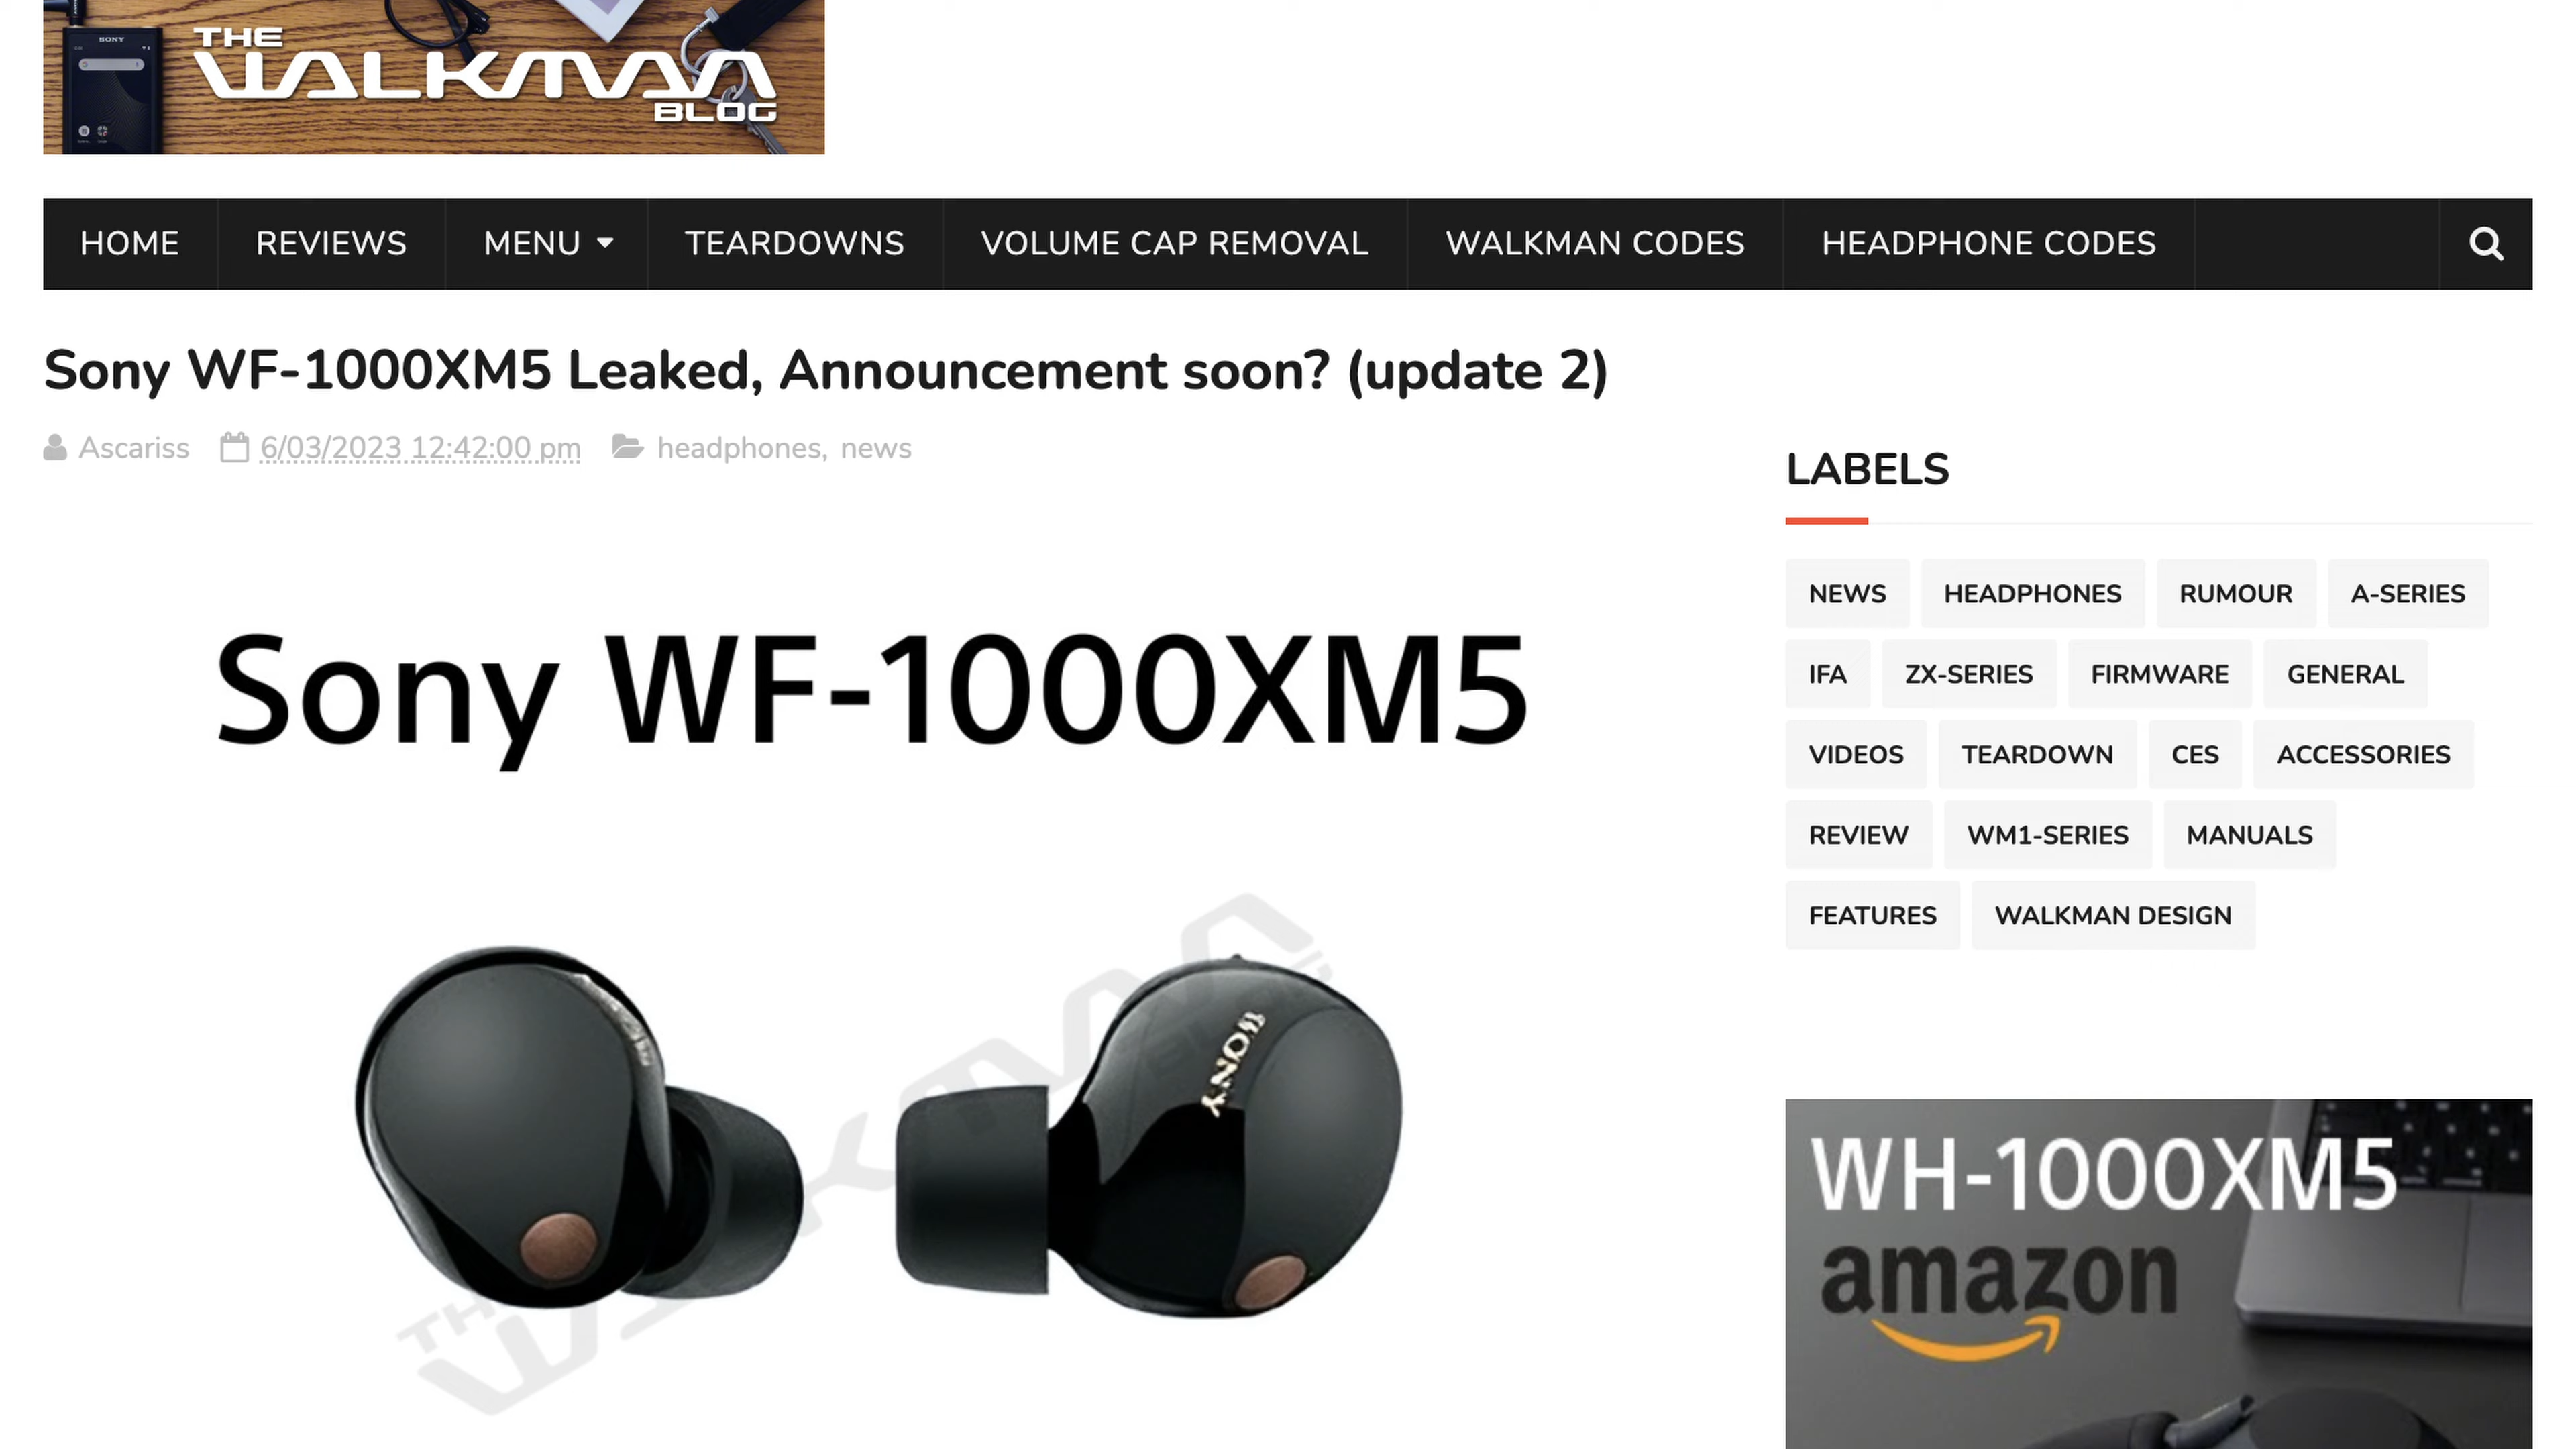 SONY
THE
WALKMAN
BLOG
HOME REVIEWS MENU TEARDOWNS VOLUME CAP REMOVAL WALKMAN CODES HEADPHONE CODES
Sony WF-1000XM5 Leaked, Announcement soon? (update 2)
Ascariss 6/03/2023 12:42:00 pm headphones, news
Sony WF-1000XM5
SONY
THE
WALKMAN
LABELS
NEWS HEADPHONES RUMOUR A-SERIES
IFA ZX-SERIES FIRMWARE GENERAL
VIDEOS TEARDOWN CES ACCESSORIES
REVIEW WM1-SERIES MANUALS
FEATURES WALKMAN DESIGN
WH-1000XM5
amazon